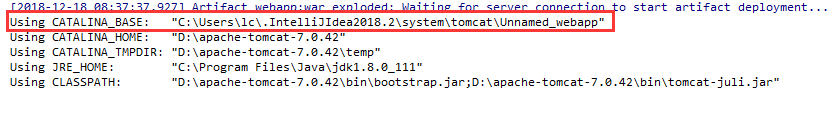 [2018-12-18 08:37:37,927] Artifact webapp:war exploded: Waiting for server connection to start artifact deployment...
Using CATALINA_BASE:   "C:\Users\lc\.IntelliJIdea2018.2\system\tomcat\Unnamed_webapp"
Using CATALINA_HOME:   "D:\apache-tomcat-7.0.42"
Using CATALINA_TMPDIR: "D:\apache-tomcat-7.0.42\temp"
Using JRE_HOME:        "C:\Program Files\Java\jdk1.8.0_111"
Using CLASSPATH:       "D:\apache-tomcat-7.0.42\bin\bootstrap.jar;D:\apache-tomcat-7.0.42\bin\tomcat-juli.jar"